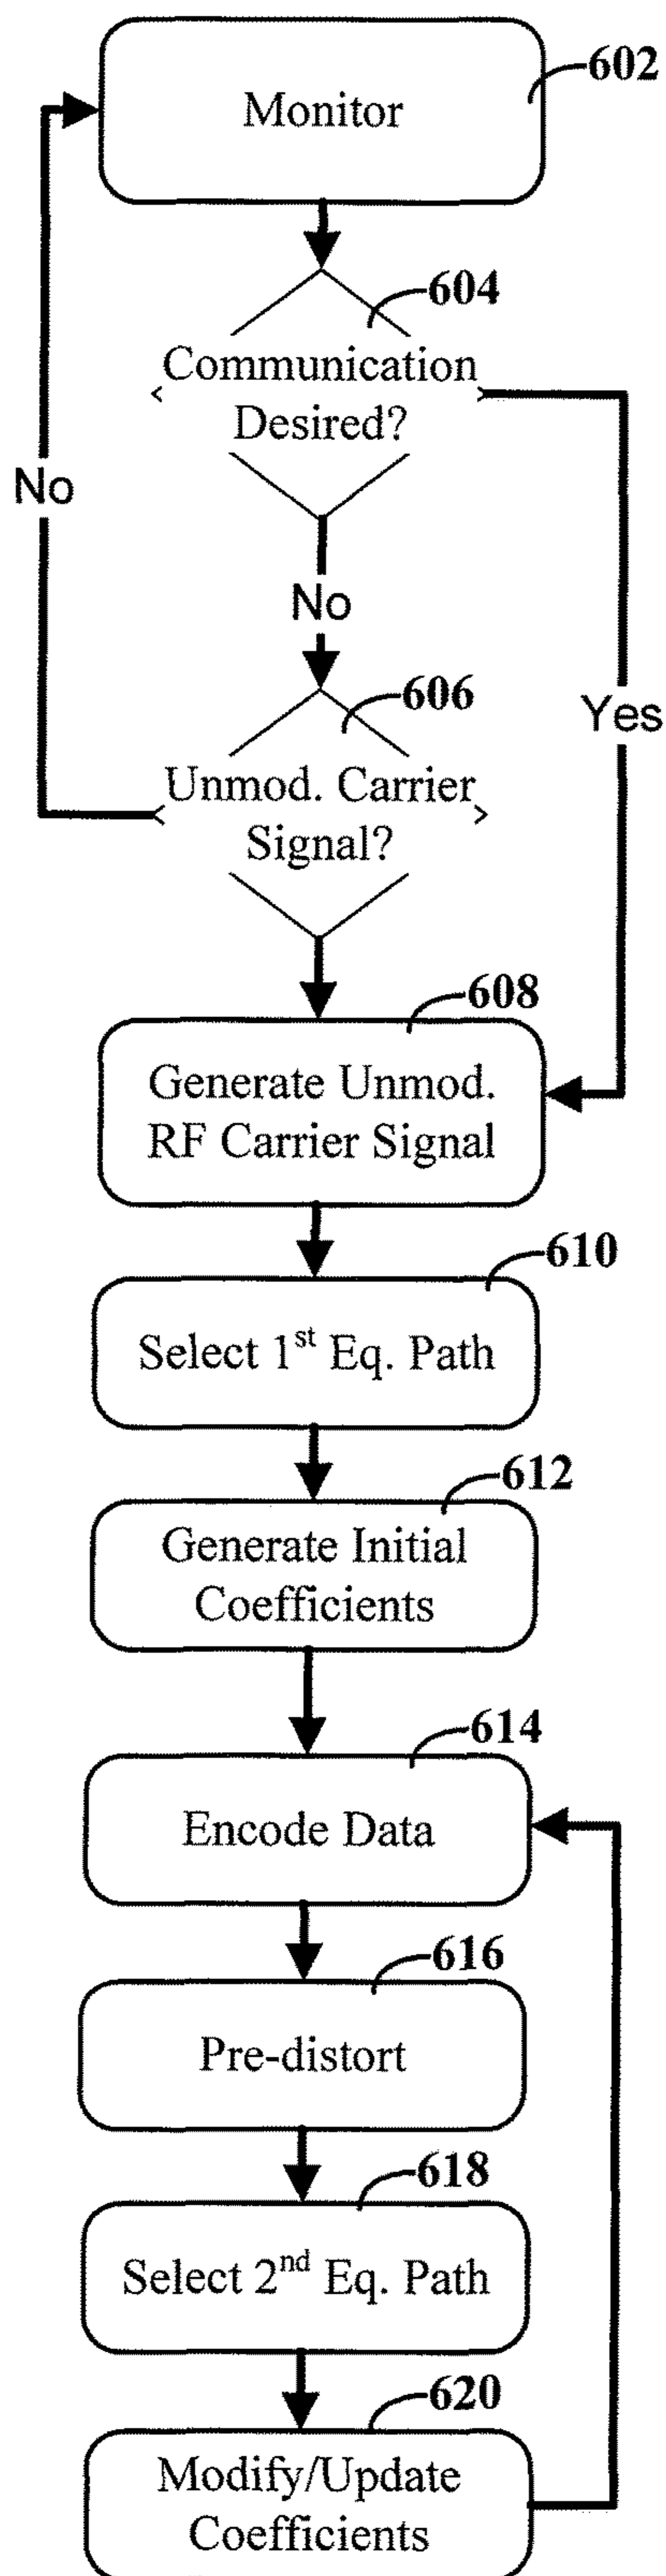 602
Monitor
604
Communication
Desired?
No
No
606
Yes
Unmod. Carrier
Signal?
608
Generate Unmod.
RF Carrier Signal
610
Select 1st Eq. Path
612
Generate Initial
Coefficients
614
Encode Data
616
Pre-distort
618
Select 2nd Eq. Path
620
Modify/Update
Coefficients